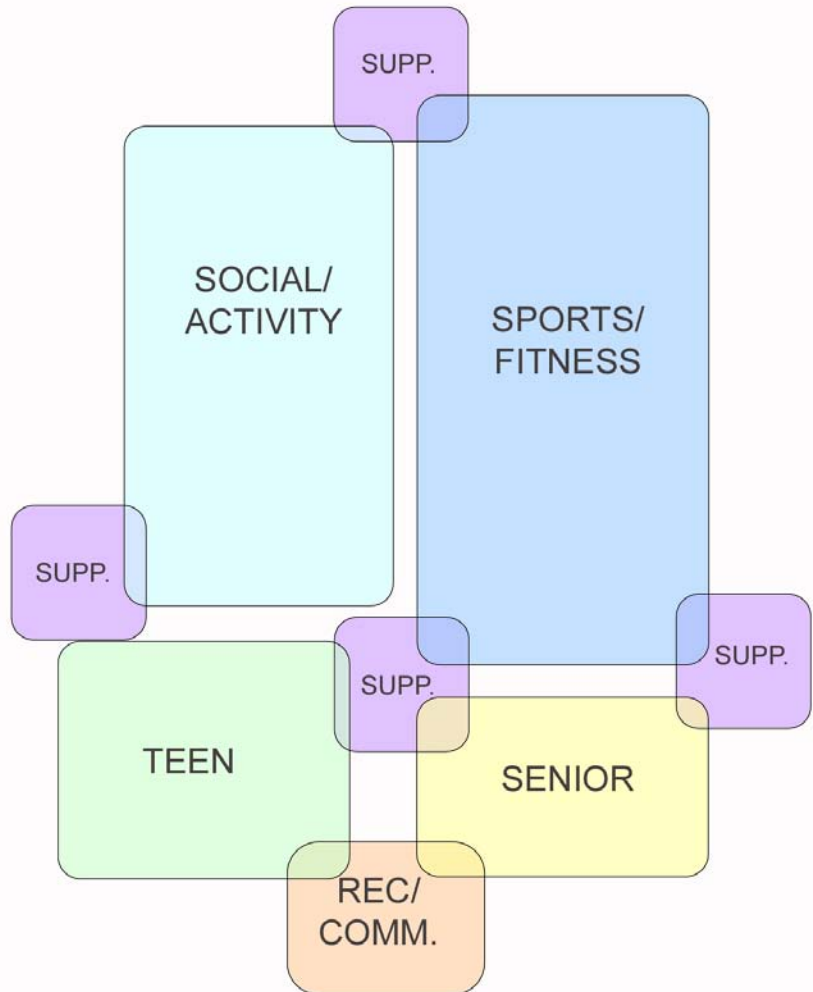 SUPP.
SOCIAL/
ACTIVITY
SPORTS/
FITNESS
SUPP.
SUPP.
SUPP.
TEEN
SENIOR
REC/
COMM.